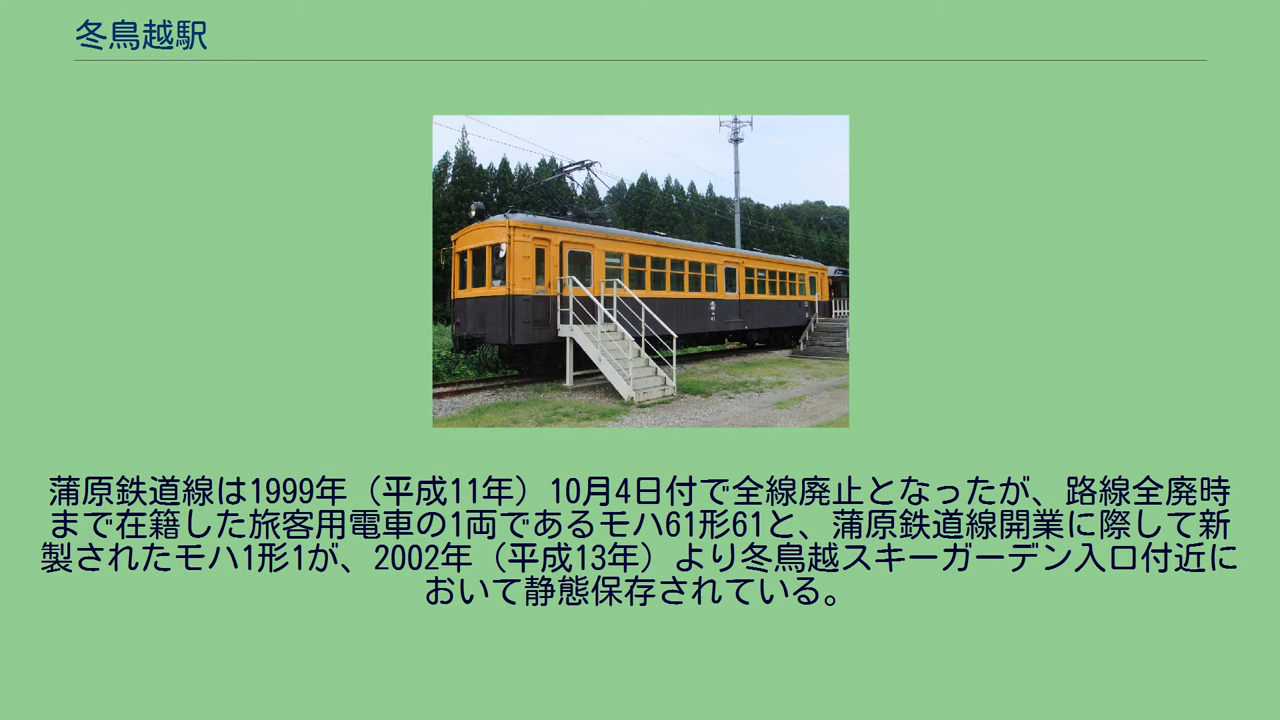 冬鳥越駅
蒲原鉄道線は1999年（平成11年）10月4日付で全線廃止となったが、路線全廃時
まで在籍した旅客用電車の1両であるモハ61形61と、蒲原鉄道線開業に際して新
製されたモハ1形1が、2002年（平成13年）より冬鳥越スキーガーデン入口付近に
おいて静態保存されている。